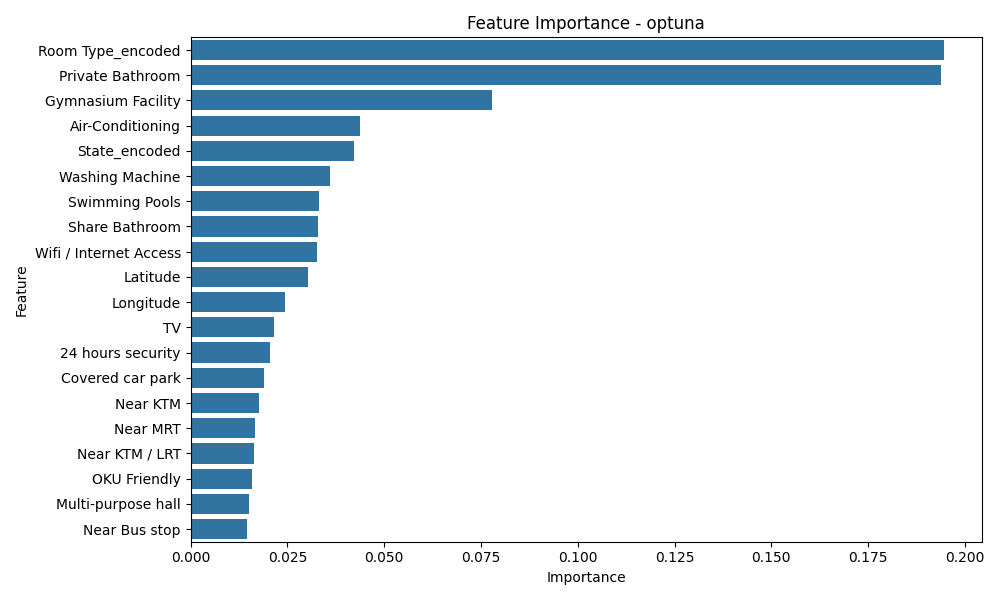 Feature Importance - optuna
Room Type_encoded
Private Bathroom
Gymnasium Facility
Air-Conditioning
State_encoded
Washing Machine
Swimming Pools
Share Bathroom
Wifi / Internet Access
Latitude
Longitude
TV
24 hours security
Covered car park
Near KTM
Near MRT
Near KTM / LRT
OKU Friendly
Multi-purpose hall
Near Bus stop
Feature
0.000 0.025 0.050 0.075 0.100 0.125 0.150 0.175 0.200
Importance